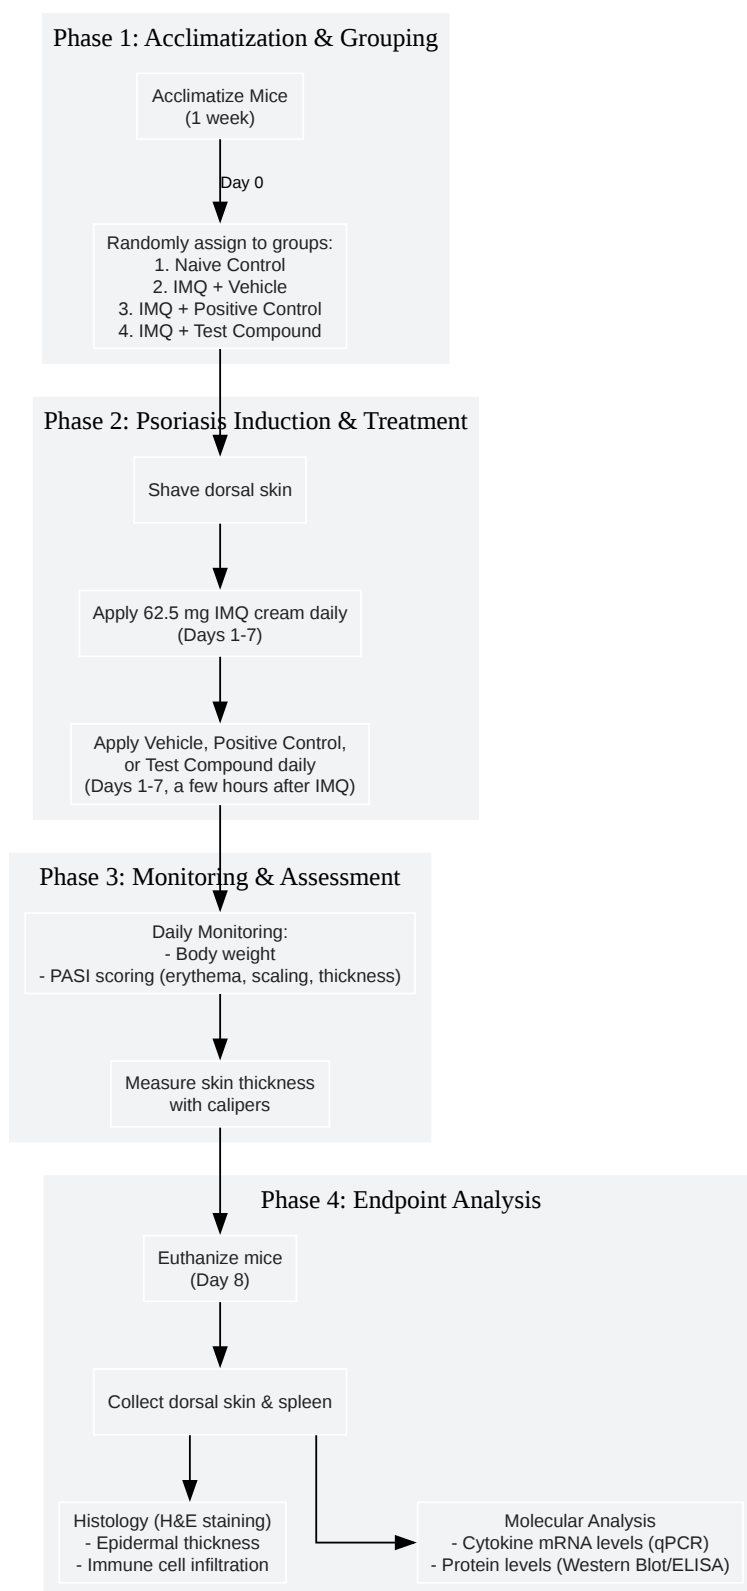 Phase 1: Acclimatization & Grouping
Acclimatize Mice
(1 week)
Day 0
Randomly assign to groups:
1. Naive Control
2. IMQ + Vehicle
3. IMQ + Positive Control
4. IMQ + Test Compound
Phase 2: Psoriasis Induction & Treatment
Shave dorsal skin
Apply 62.5 mg IMQ cream daily
(Days 1-7)
Apply Vehicle, Positive Control,
or Test Compound daily
(Days 1-7, a few hours after IMQ)
Phase 3: Monitoring & Assessment
Daily Monitoring:
- Body weight
- PASI scoring (erythema, scaling, thickness)
Measure skin thickness
with calipers
Phase 4: Endpoint Analysis
Euthanize mice
(Day 8)
Collect dorsal skin & spleen
Histology (H&E staining)
- Epidermal thickness
- Immune cell infiltration
Molecular Analysis
- Cytokine mRNA levels (qPCR)
- Protein levels (Western Blot/ELISA)